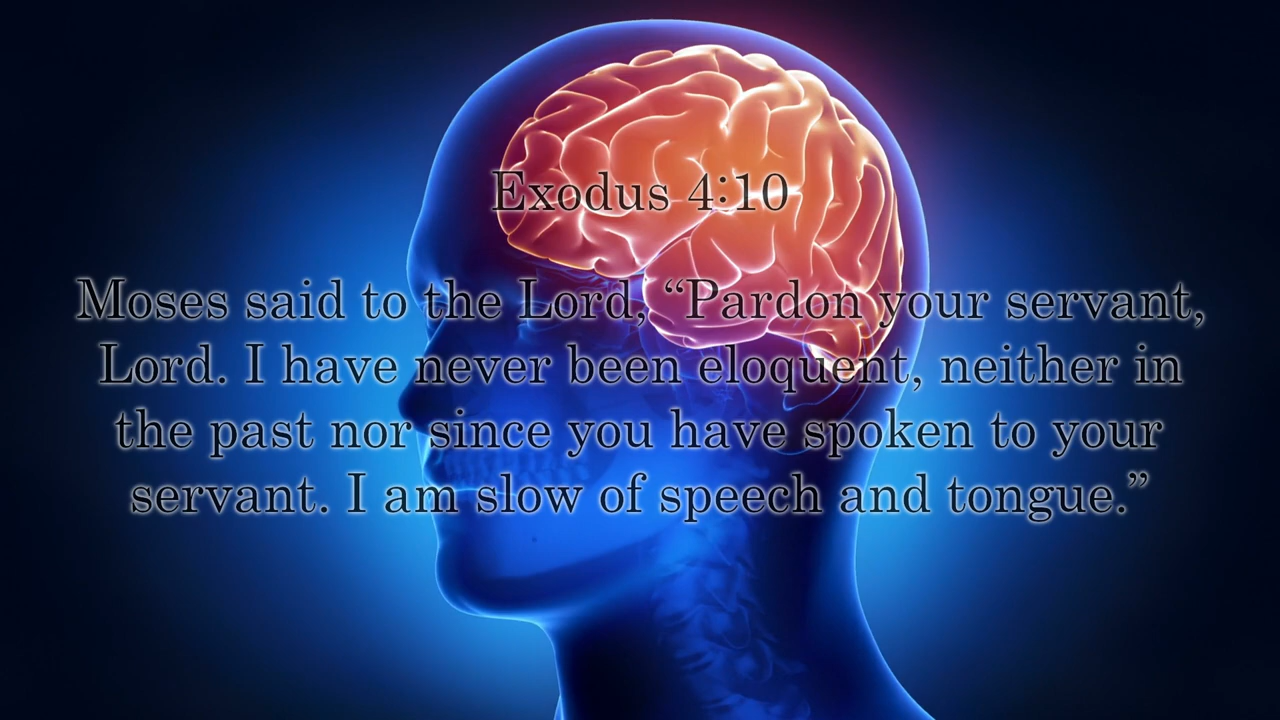 Exodus 4:10
Moses said to the Lord, “Pardon your servant,
Lord. I have never been eloquent, neither in
the past nor since you have spoken to your
servant. I am slow of speech and tongue.”